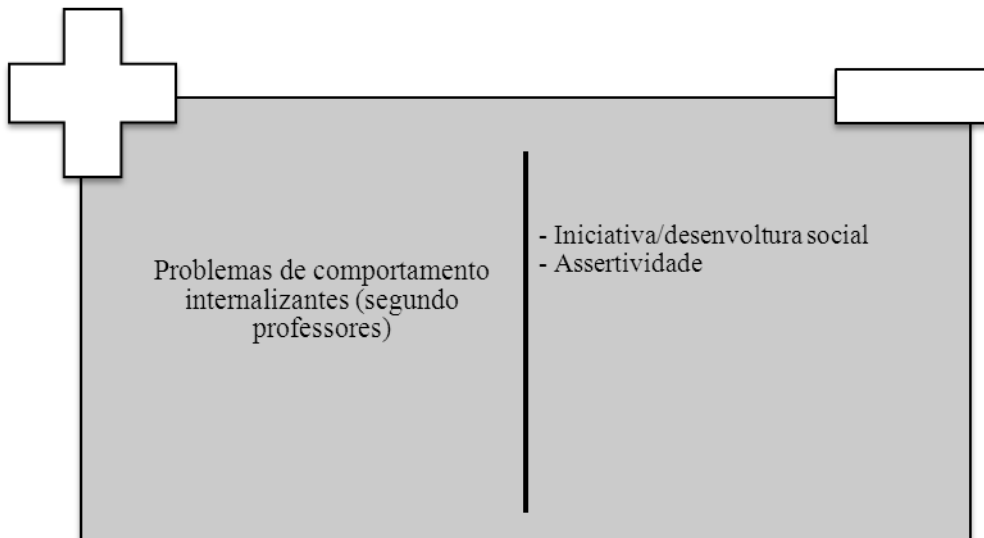 Problemas de comportamento
internalizantes (segundo
professores)
- Iniciativa/desenvoltura social
- Assertividade